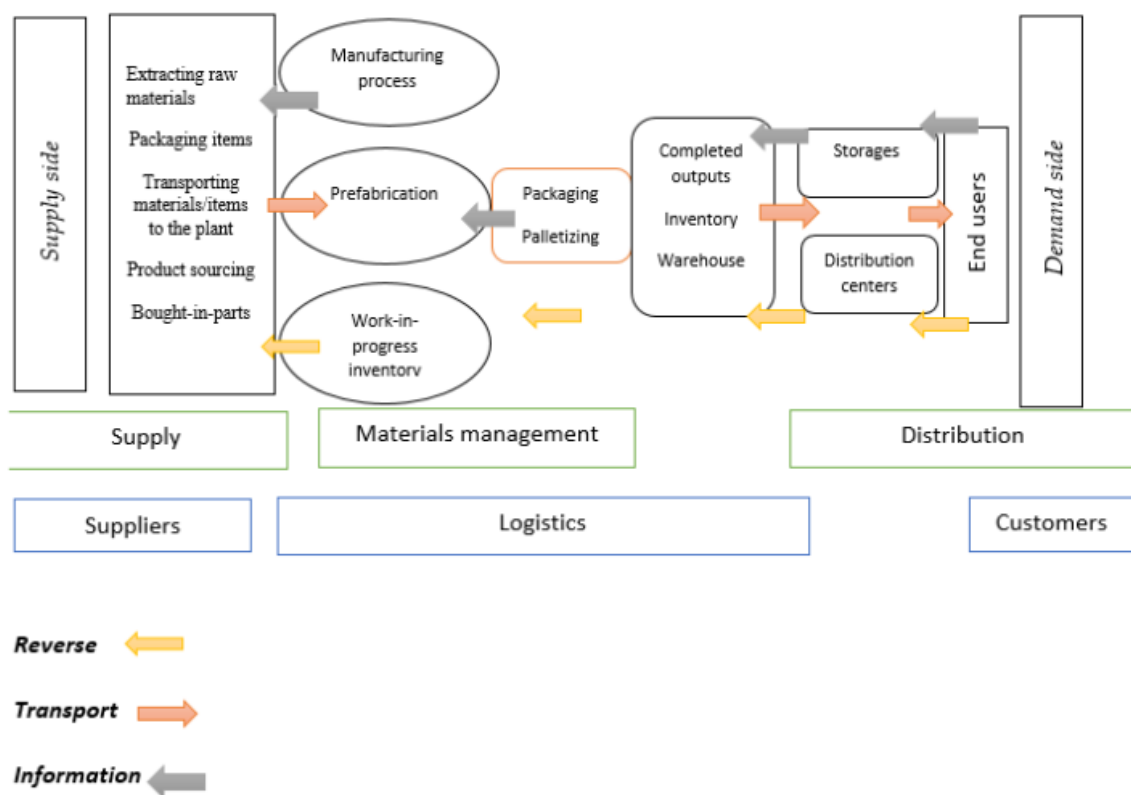 Supply side
Extracting raw
materials
Packaging items
Transporting
materials/items
to the plant
Product sourcing
Bought-in-parts
Manufacturing
process
Prefabrication
Work-in-
progress
inventory
Packaging
Palletizing
Completed
outputs
Inventory
Warehouse
Storages
Distribution
centers
End users
Demand side
Supply
Materials management
Distribution
Suppliers
Logistics
Customers
Reverse
Transport
Information